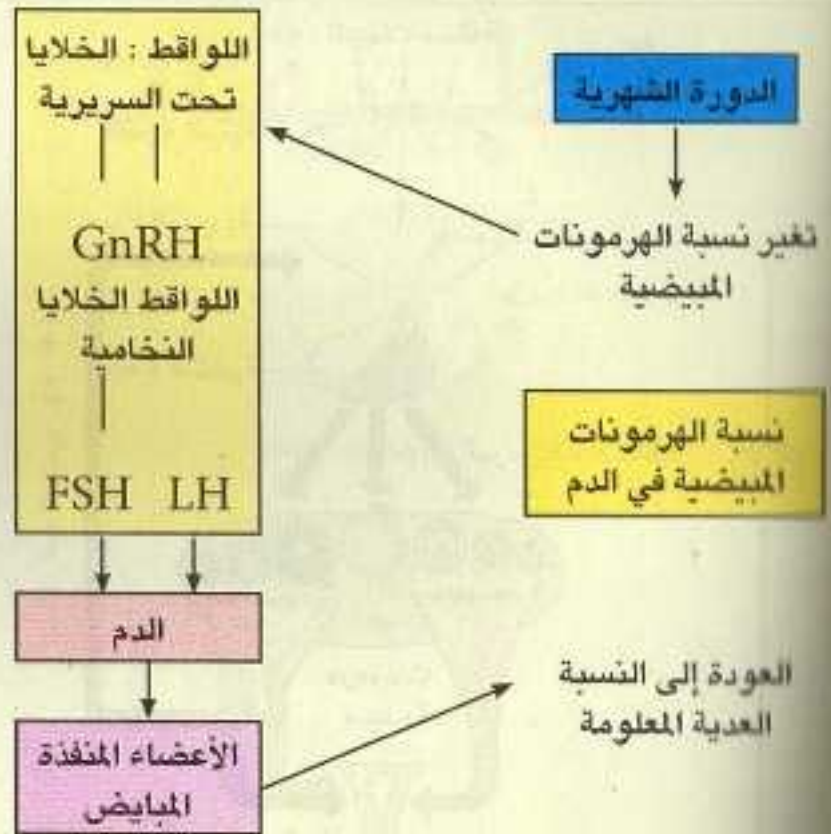 الدورة الشهرية
تغير نسبة الهرمونات
المبيضية
نسبة الهرمونات
المبيضية في الدم
العودة إلى النسبة
العدية المعلومة
اللواقط : الخلايا
تحت السريرية
GnRH
اللواقط الخلايا
النخامية
FSH LH
الدم
الأعضاء المنفذة
المبايض